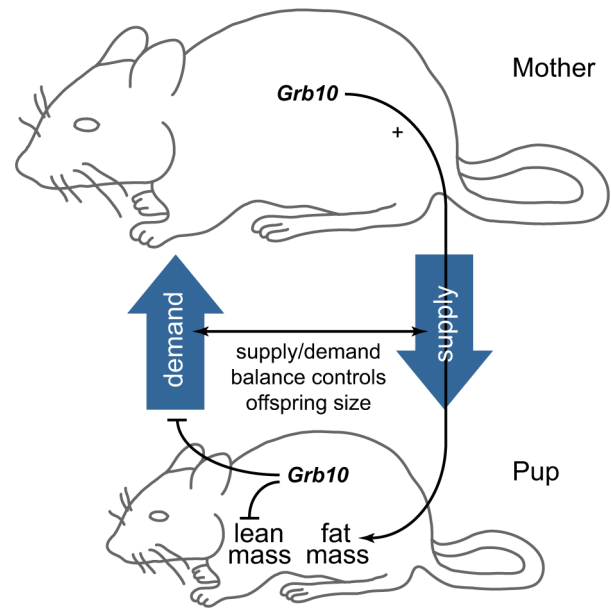 Mother
Grb10
+
demand
supply
supply/demand
balance controls
offspring size
Pup
Grb10
lean
mass
fat
mass